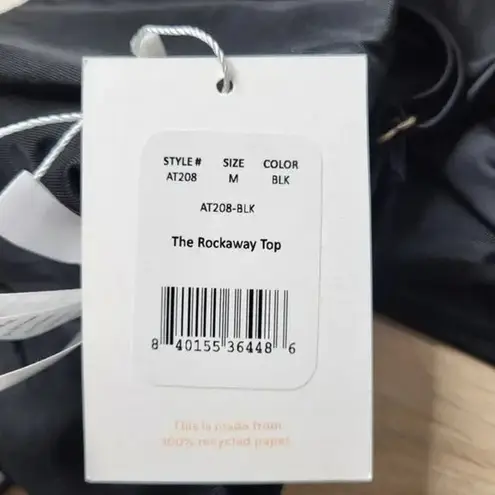 STYLE # SIZE COLOR
AT208 M BLK
AT208-BLK
The Rockaway Top
8 40155 36448 6
This is made from
100% recycled paper